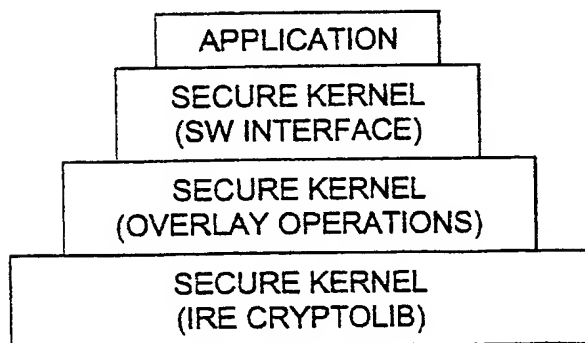 APPLICATION
SECURE KERNEL
(SW INTERFACE)
SECURE KERNEL
(OVERLAY OPERATIONS)
SECURE KERNEL
(IRE CRYPTOLIB)